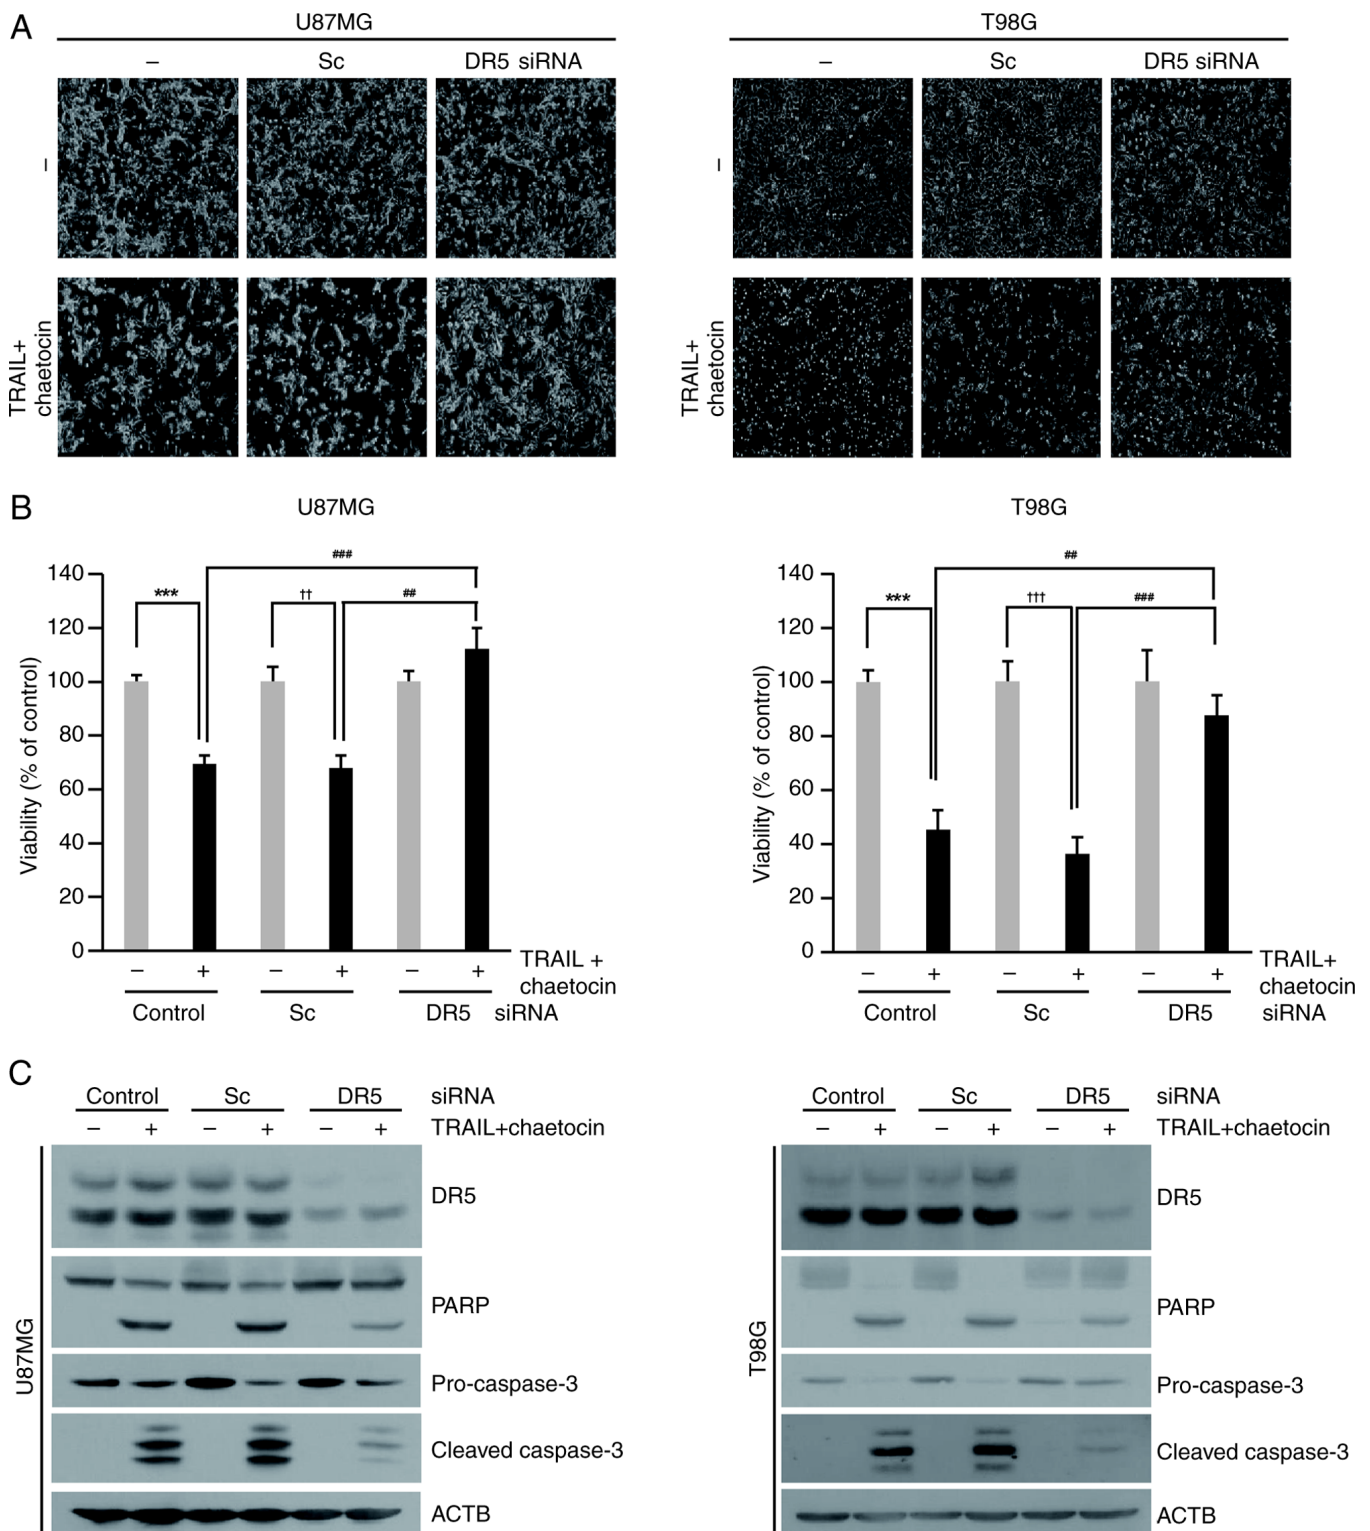 A
U87MG
T98G
– Sc DR5 siRNA
– Sc DR5 siRNA
–
–
TRAIL+
chaetocin
TRAIL+
chaetocin
B
U87MG
Viability (% of control)
140
120
100
80
60
40
20
0
###
*** †† ##
– + – + – + TRAIL +
chaetocin
Control Sc DR5 siRNA
T98G
Viability (% of control)
140
120
100
80
60
40
20
0
##
*** ††† ###
– + – + – + TRAIL+
chaetocin
Control Sc DR5 siRNA
C
Control Sc DR5 siRNA
– + – + – + TRAIL+chaetocin
U87MG
DR5
PARP
Pro-caspase-3
Cleaved caspase-3
ACTB
Control Sc DR5 siRNA
– + – + – + TRAIL+chaetocin
T98G
DR5
PARP
Pro-caspase-3
Cleaved caspase-3
ACTB